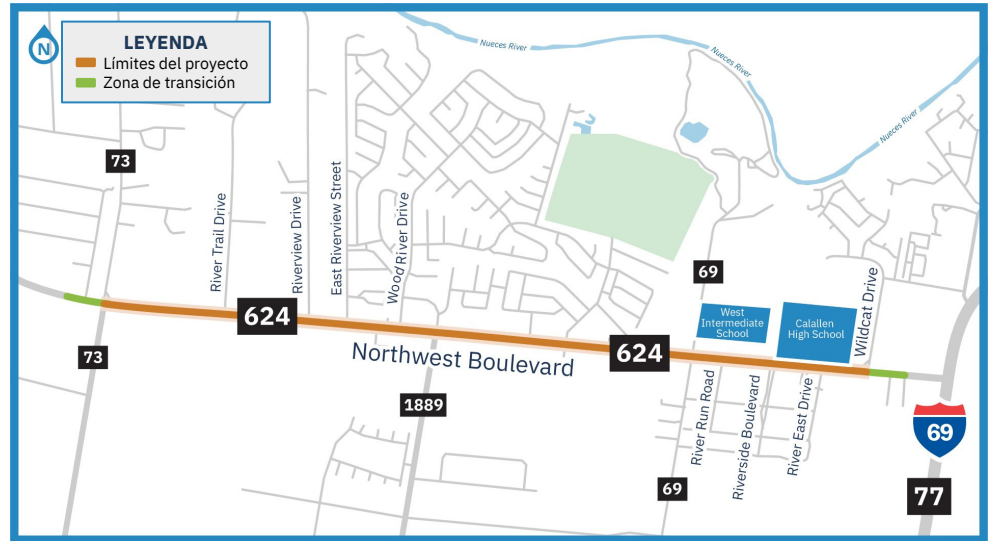 N
LEYENDA
Límites del proyecto
Zona de transición
Nueces River
Nueces River
Nueces River
73
River Trail Drive
Riverview Drive
East Riverview Street
Wood River Drive
69
West
Intermediate
School
Calallen
High School
Wildcat Drive
624
624
Northwest Boulevard
73
1889
River Run Road
Riverside Boulevard
River East Drive
69
69
77